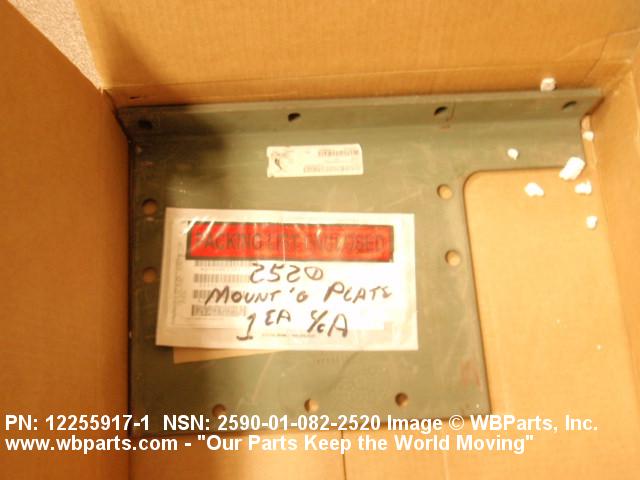 PACKING LIST ENCLOSED
2520
MOUNT'G PLATE
1 EA
PN: 12255917-1 NSN: 2590-01-082-2520 Image © WBParts, Inc.
www.wbparts.com - "Our Parts Keep the World Moving"